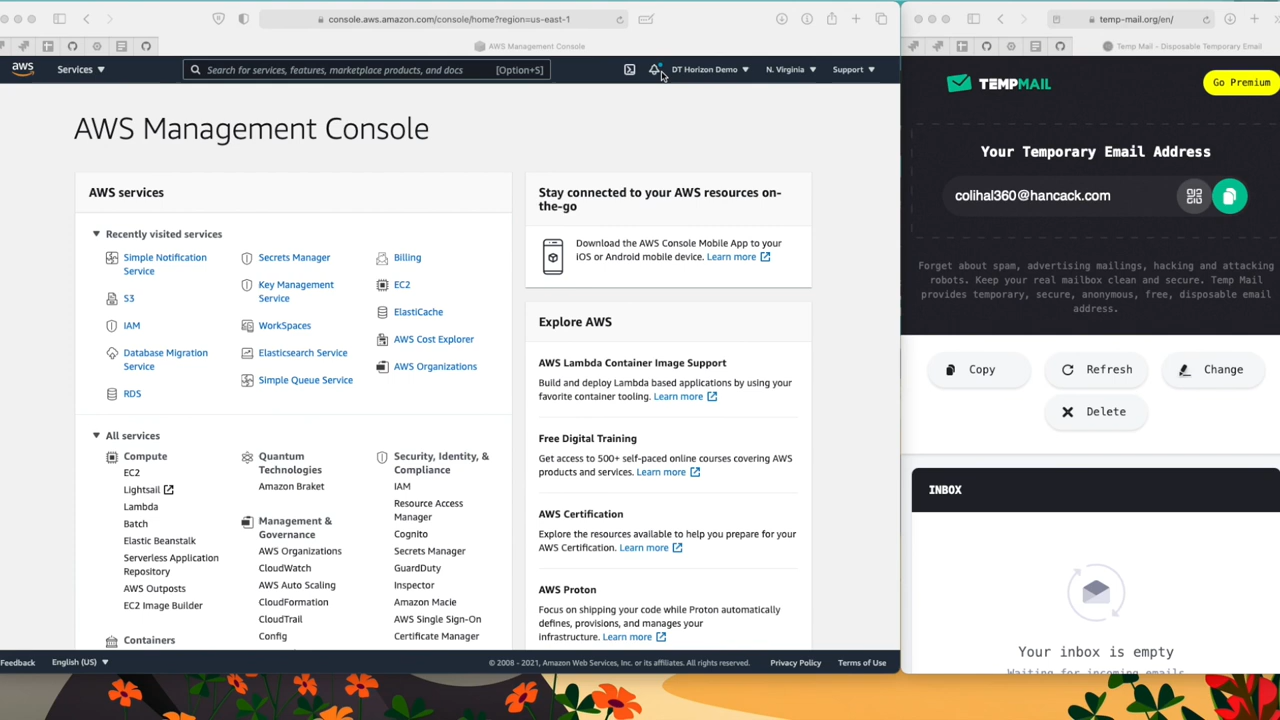 console.aws.amazon.com/console/home?region=us-east-1
AWS Management Console
aws
Services
Search for services, features, marketplace products, and docs
[Option+S]
DT Horizon Demo
N. Virginia
Support
AWS Management Console
AWS services
Recently visited services
Simple Notification
Service
S3
IAM
Database Migration
Service
RDS
Secrets Manager
Key Management
Service
WorkSpaces
Elasticsearch Service
Simple Queue Service
Billing
EC2
ElastiCache
AWS Cost Explorer
AWS Organizations
All services
Compute
EC2
Lightsail
Lambda
Batch
Elastic Beanstalk
Serverless Application
Repository
AWS Outposts
EC2 Image Builder
Containers
Quantum
Technologies
Amazon Braket
Management &
Governance
AWS Organizations
CloudWatch
AWS Auto Scaling
CloudFormation
CloudTrail
Config
Security, Identity, &
Compliance
IAM
Resource Access
Manager
Cognito
Secrets Manager
GuardDuty
Inspector
Amazon Macie
AWS Single Sign-On
Certificate Manager
Stay connected to your AWS resources on-
the-go
Download the AWS Console Mobile App to your
iOS or Android mobile device. Learn more
Explore AWS
AWS Lambda Container Image Support
Build and deploy Lambda based applications by using your
favorite container tooling. Learn more
Free Digital Training
Get access to 500+ self-paced online courses covering AWS
products and services. Learn more
AWS Certification
Explore the resources available to help you prepare for your
AWS Certification. Learn more
AWS Proton
Focus on shipping your code while Proton automatically
defines, provisions, and manages your
infrastructure. Learn more
Feedback
English (US)
© 2008 - 2021, Amazon Web Services, Inc. or its affiliates. All rights reserved.
Privacy Policy
Terms of Use
temp-mail.org/en/
Temp Mail - Disposable Temporary Email
TEMPMAIL
Go Premium
Your Temporary Email Address
colihal360@hancack.com
Forget about spam, advertising mailings, hacking and attacking
robots. Keep your real mailbox clean and secure. Temp Mail
provides temporary, secure, anonymous, free, disposable email
address.
Copy
Refresh
Change
Delete
INBOX
Your inbox is empty
Waiting for incoming emails